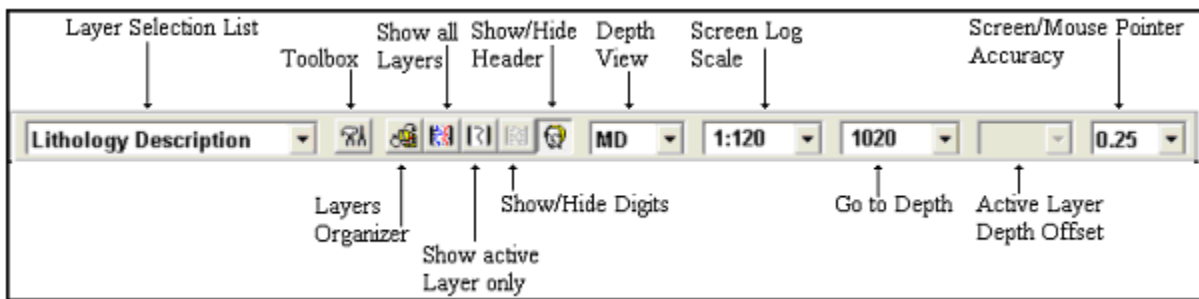 Layer Selection List
Toolbox
Show all
Layers
Show/Hide
Header
Depth
View
Screen Log
Scale
Screen/Mouse Pointer
Accuracy
Lithology Description
MD
1:120
1020
0.25
Layers
Organizer
Show active
Layer only
Show/Hide Digits
Go to Depth
Active Layer
Depth Offset